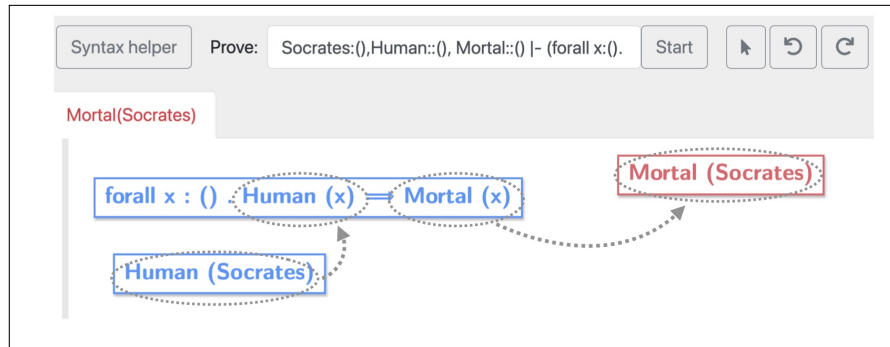 Syntax helper Prove: Socrates:(),Human::(), Mortal::() |- (forall x:(). Start
Mortal(Socrates)
Mortal (Socrates)
forall x : () . Human (x) ⟹ Mortal (x)
Human (Socrates)